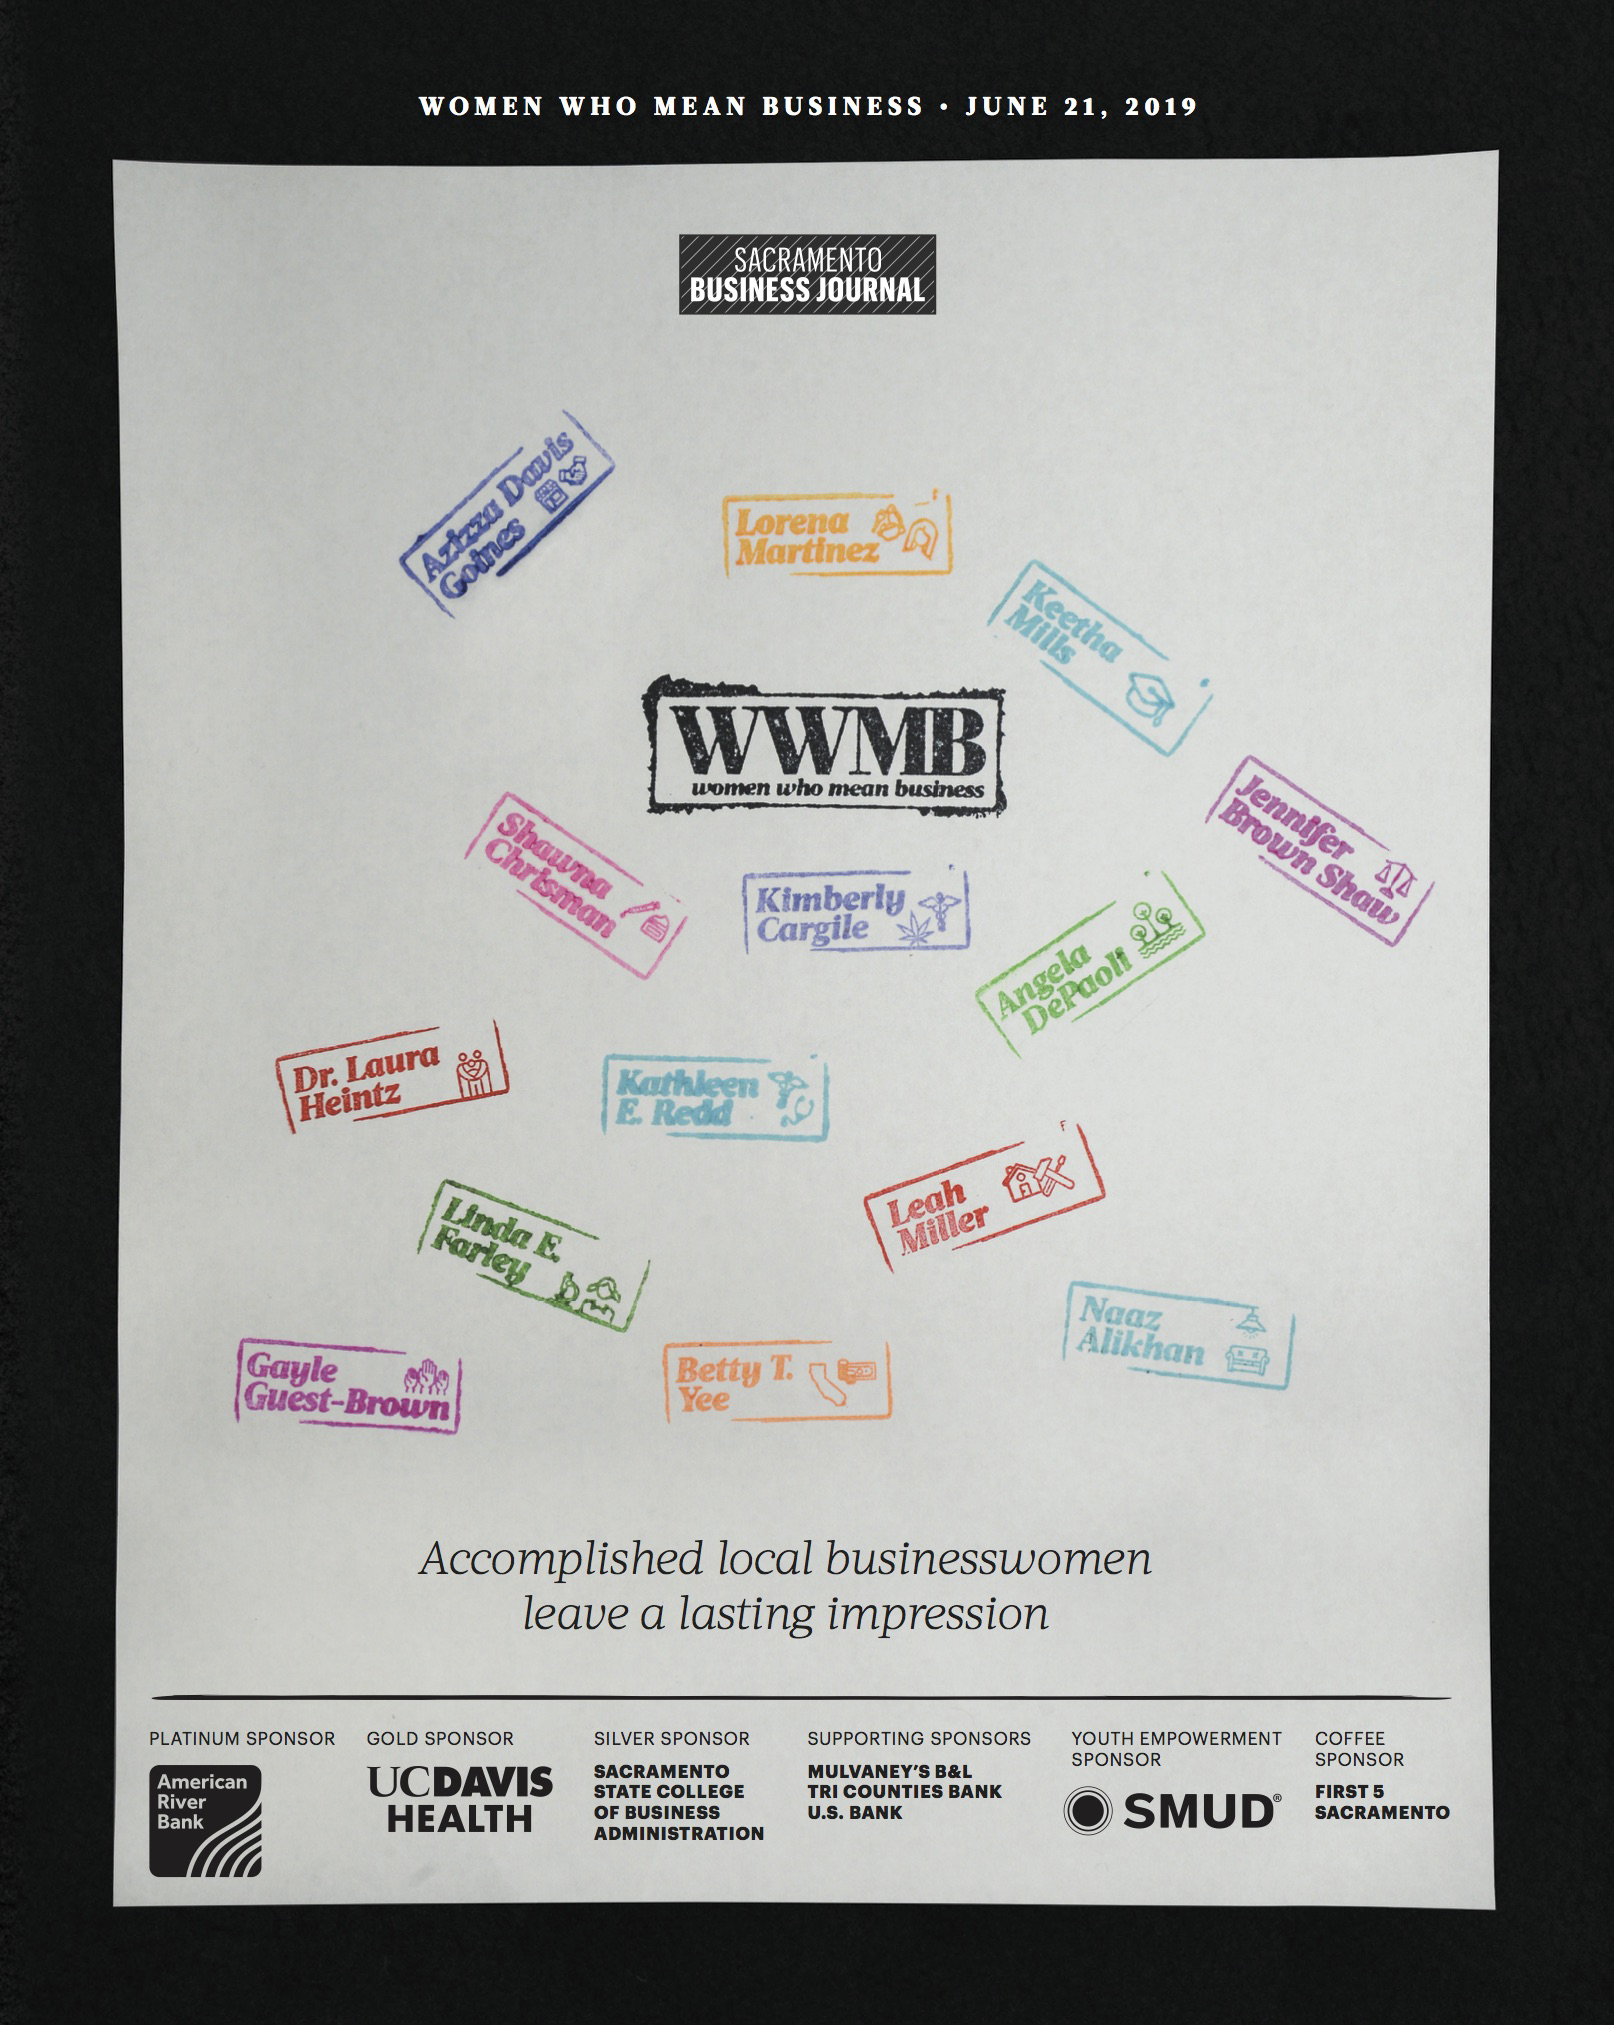 WOMEN WHO MEAN BUSINESS • JUNE 21, 2019
SACRAMENTO
BUSINESS JOURNAL
Azizza Davis
Goines
Lorena
Martinez
Keetha
Mills
WWMB
women who mean business
Jennifer
Brown Shaw
Shawna
Chrisman
Kimberly
Cargile
Angela
DePaoli
Dr. Laura
Heintz
Kathleen
E. Redd
Leah
Miller
Linda E.
Farley
Naaz
Alikhan
Gayle
Guest-Brown
Betty T.
Yee
Accomplished local businesswomen
leave a lasting impression
PLATINUM SPONSOR
American
River
Bank
GOLD SPONSOR
UCDAVIS
HEALTH
SILVER SPONSOR
SACRAMENTO
STATE COLLEGE
OF BUSINESS
ADMINISTRATION
SUPPORTING SPONSORS
MULVANEY'S B&L
TRI COUNTIES BANK
U.S. BANK
YOUTH EMPOWERMENT
SPONSOR
SMUD®
COFFEE
SPONSOR
FIRST 5
SACRAMENTO